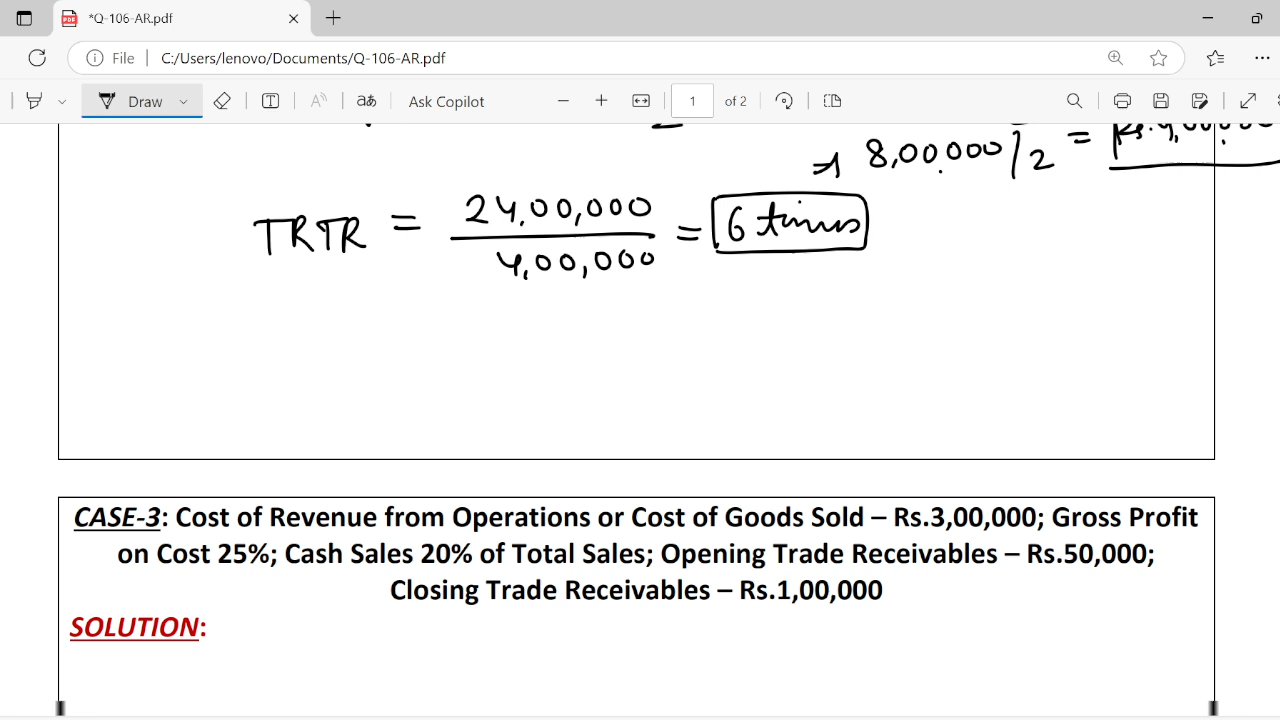 *Q-106-AR.pdf
File C:/Users/lenovo/Documents/Q-106-AR.pdf
Draw Ask Copilot 1 of 2
⇒ 8,00,000/2 =
TRTR = 24,00,000 / 4,00,000 = 6 times
CASE-3: Cost of Revenue from Operations or Cost of Goods Sold – Rs.3,00,000; Gross Profit
on Cost 25%; Cash Sales 20% of Total Sales; Opening Trade Receivables – Rs.50,000;
Closing Trade Receivables – Rs.1,00,000
SOLUTION: